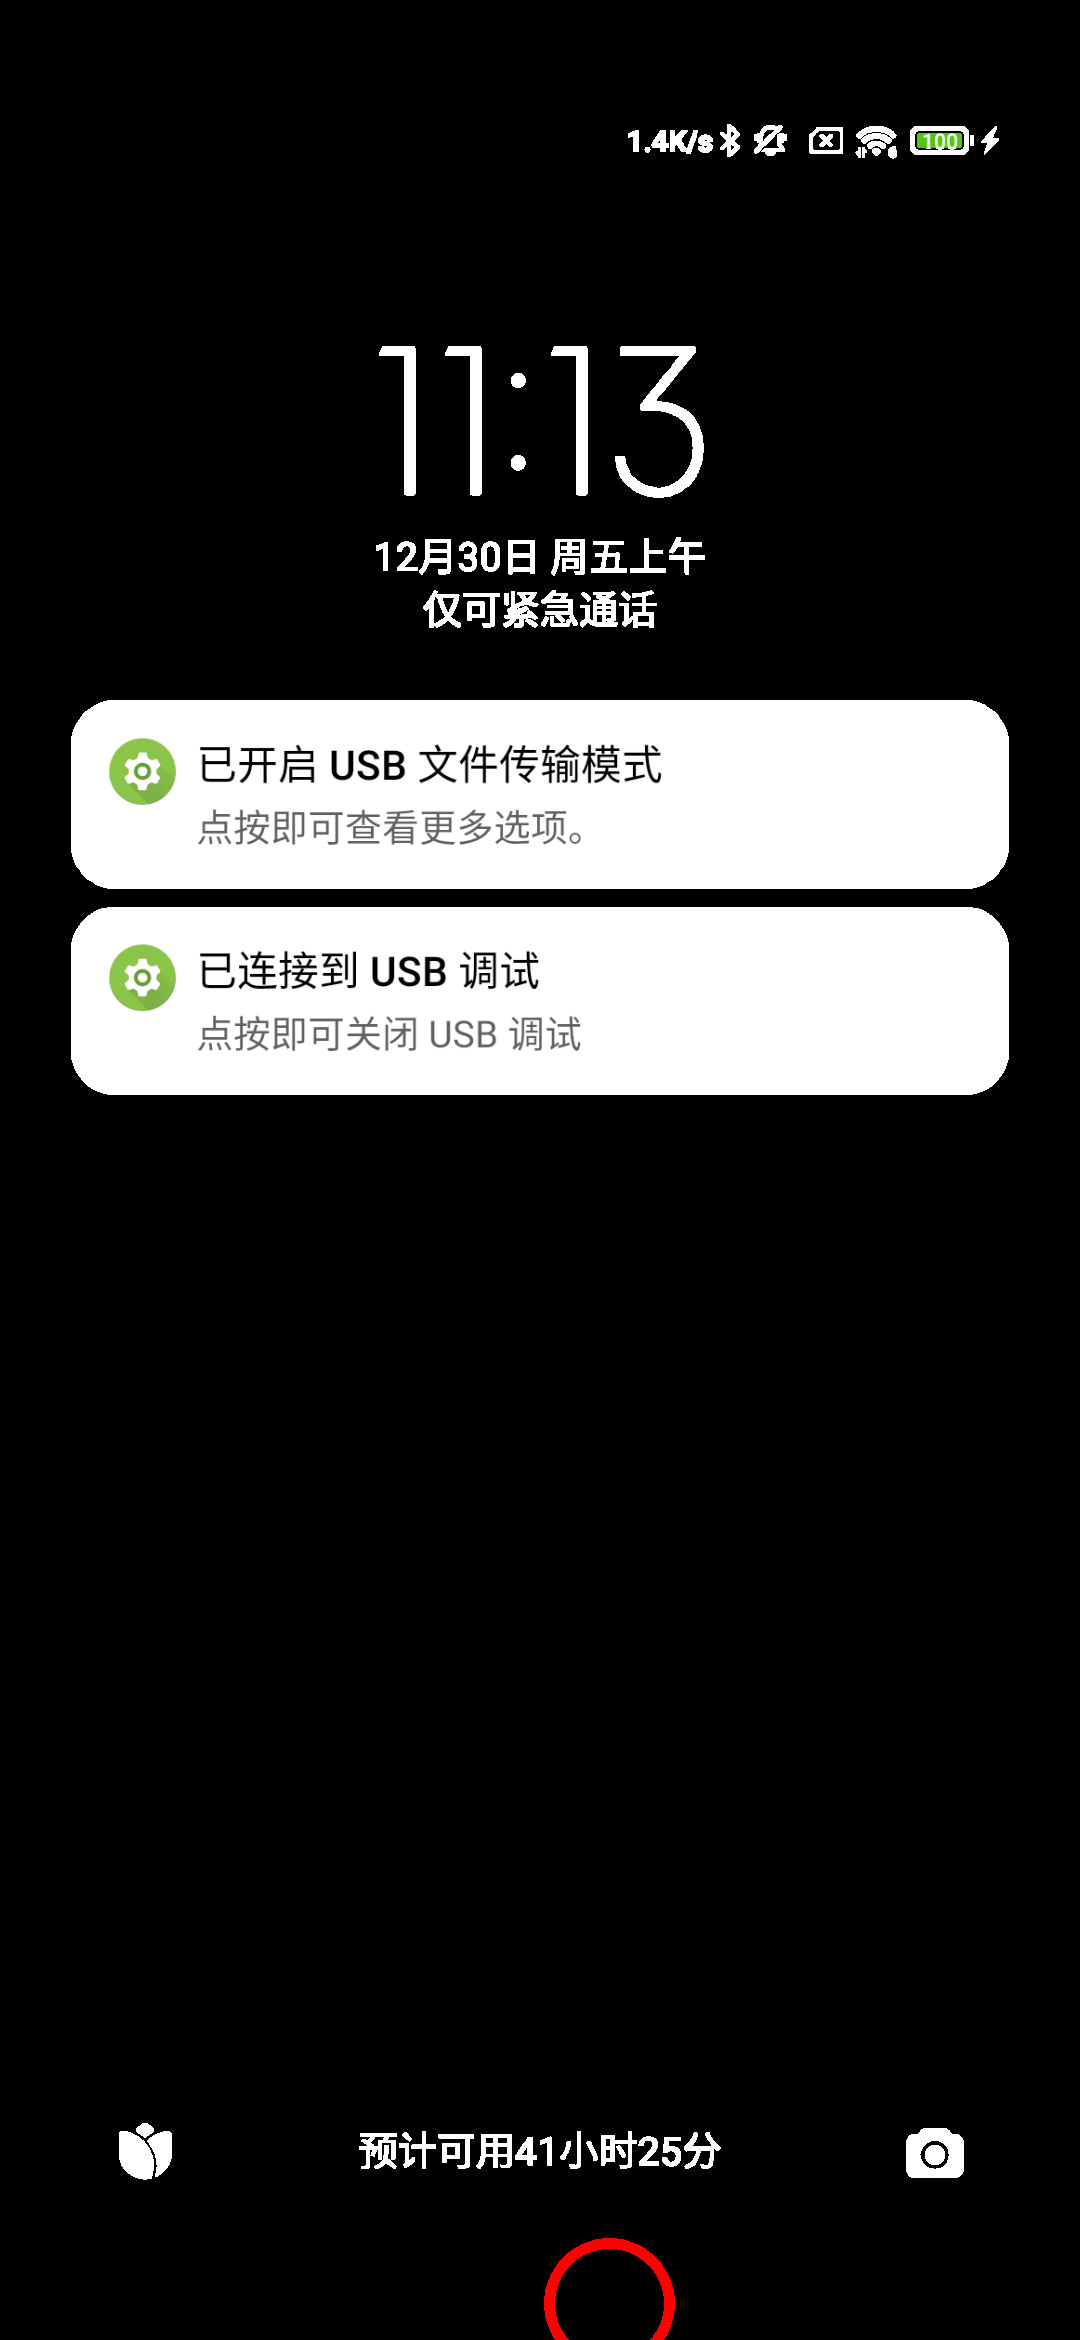 1.4K/s 100
11:13
12月30日 周五上午
仅可紧急通话
已开启 USB 文件传输模式
点按即可查看更多选项。
已连接到 USB 调试
点按即可关闭 USB 调试
预计可用41小时25分